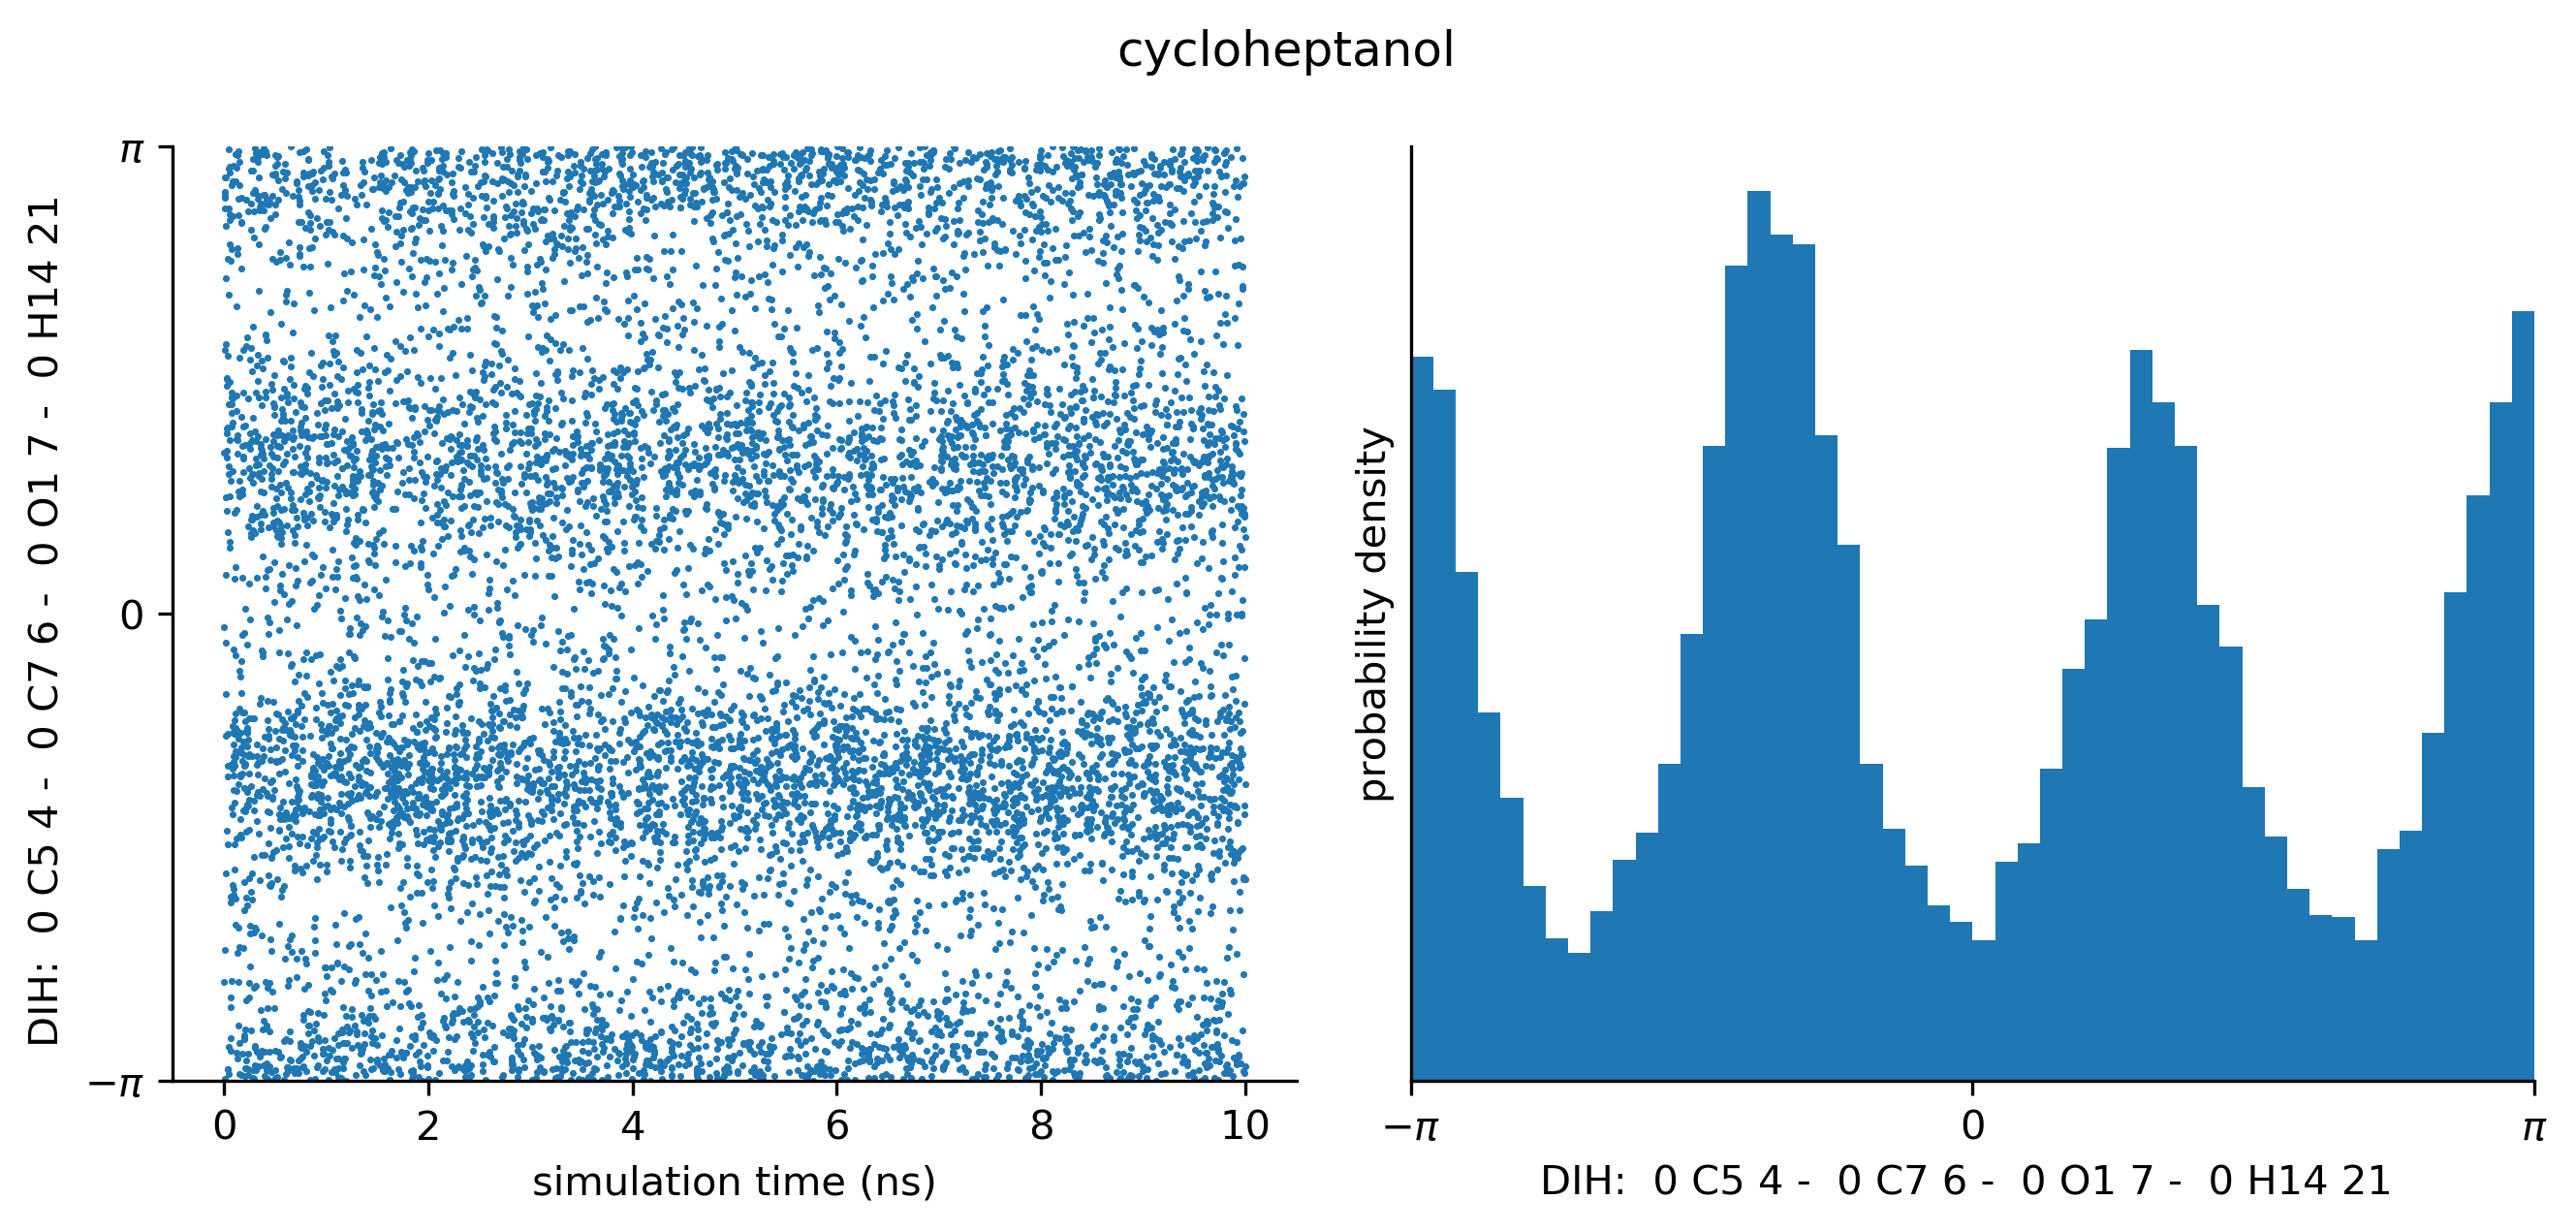 cycloheptanol
DIH:  0 C5 4 -  0 C7 6 -  0 O1 7 -  0 H14 21
π
0
−π
0 2 4 6 8 10
simulation time (ns)
probability density
−π 0 π
DIH:  0 C5 4 -  0 C7 6 -  0 O1 7 -  0 H14 21